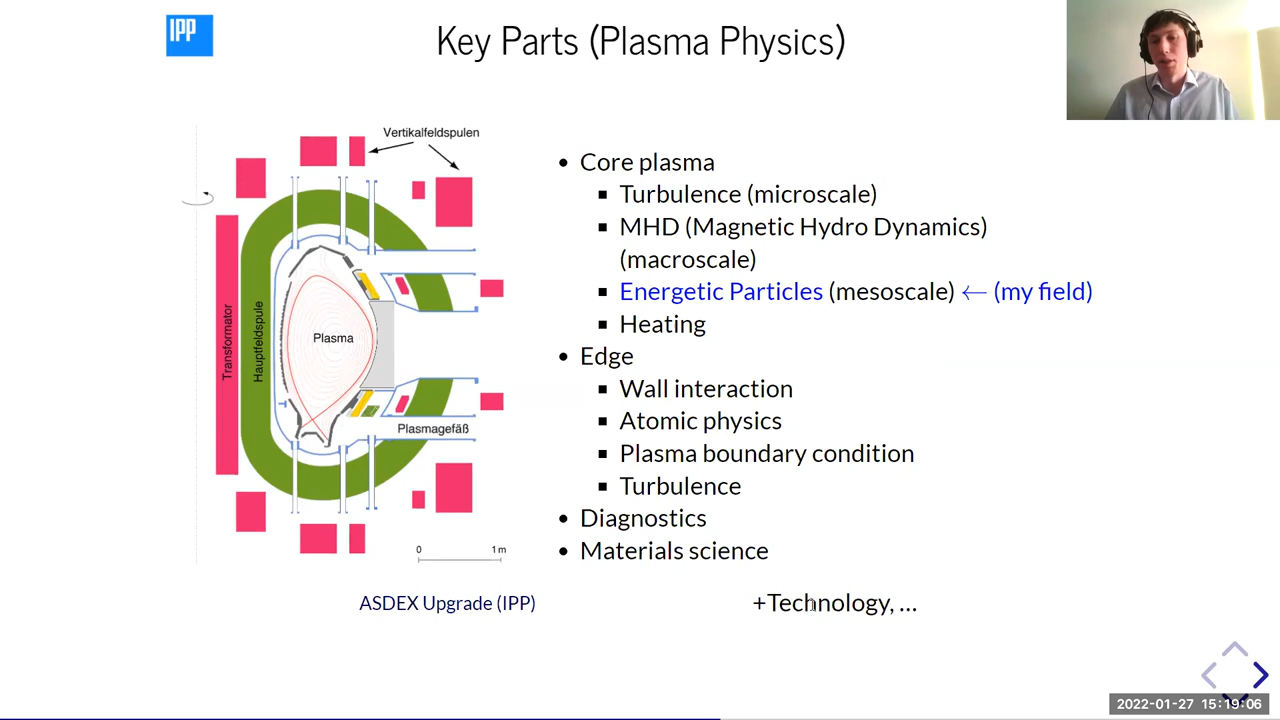 IPP
Key Parts (Plasma Physics)
Vertikalfeldspulen
Transformator
Hauptfeldspule
Plasma
Plasmagefäß
0 1 m
ASDEX Upgrade (IPP)
• Core plasma
▪ Turbulence (microscale)
▪ MHD (Magnetic Hydro Dynamics)
(macroscale)
▪ Energetic Particles (mesoscale) ← (my field)
▪ Heating
• Edge
▪ Wall interaction
▪ Atomic physics
▪ Plasma boundary condition
▪ Turbulence
• Diagnostics
• Materials science
+Technology, ...
2022-01-27 15:19:06